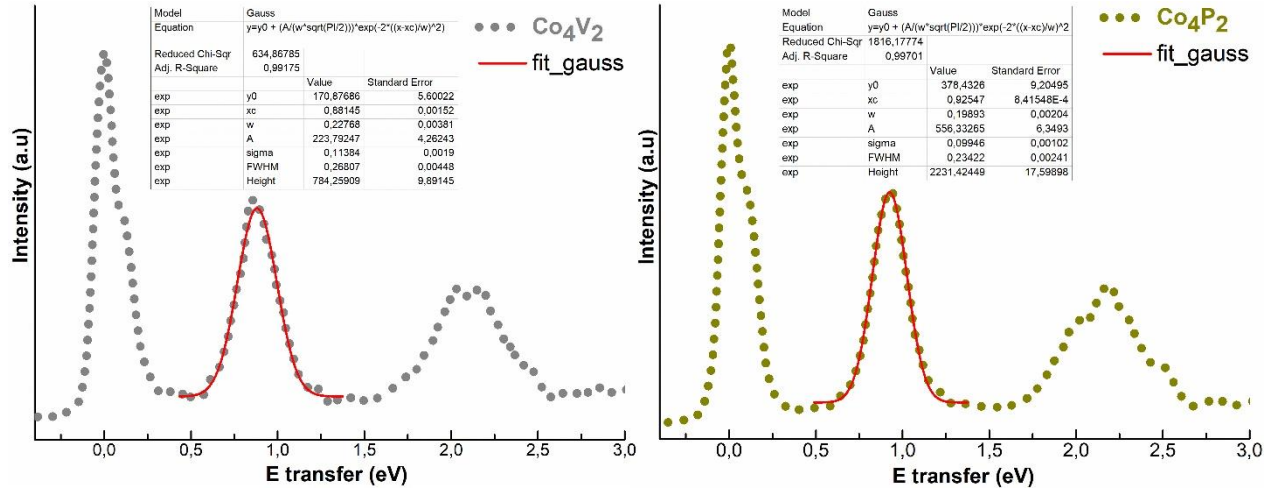 Model Gauss
Equation y=y0 + (A/(w*sqrt(PI/2)))*exp(-2*((x-xc)/w)^2)
Reduced Chi-Sqr 634,86785
Adj. R-Square 0,99175
Value Standard Error
exp y0 170,87686 5,60022
exp xc 0,88145 0,00152
exp w 0,22768 0,00381
exp A 223,79247 4,26243
exp sigma 0,11384 0,0019
exp FWHM 0,26807 0,00448
exp Height 784,25909 9,89145
Co4V2
fit_gauss
Intensity (a.u)
0,0 0,5 1,0 1,5 2,0 2,5 3,0
E transfer (eV)
Model Gauss
Equation y=y0 + (A/(w*sqrt(PI/2)))*exp(-2*((x-xc)/w)^2
Reduced Chi-Sqr 1816,17774
Adj. R-Square 0,99701
Value Standard Error
exp y0 378,4326 9,20495
exp xc 0,92547 8,41548E-4
exp w 0,19893 0,00204
exp A 556,33265 6,3493
exp sigma 0,09946 0,00102
exp FWHM 0,23422 0,00241
exp Height 2231,42449 17,59898
Co4P2
fit_gauss
Intensity (a.u)
0,0 0,5 1,0 1,5 2,0 2,5 3,0
E transfer (eV)